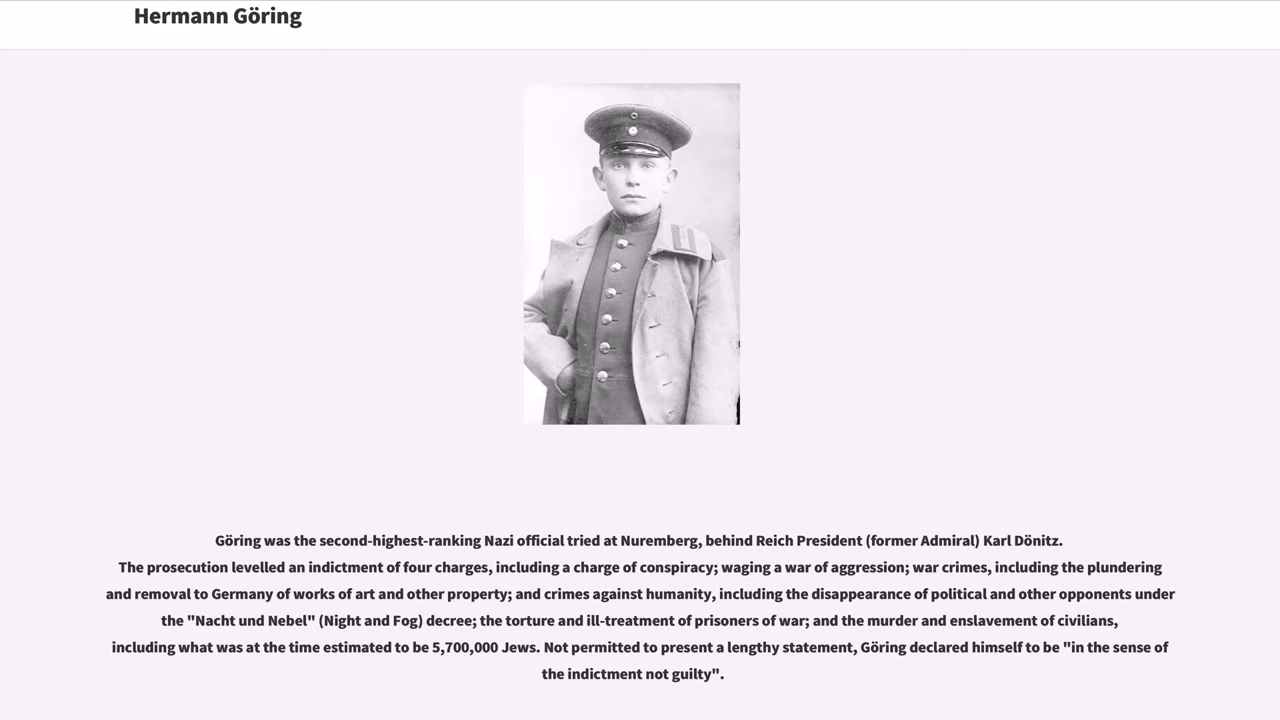 Hermann Göring
Göring was the second-highest-ranking Nazi official tried at Nuremberg, behind Reich President (former Admiral) Karl Dönitz.
The prosecution levelled an indictment of four charges, including a charge of conspiracy; waging a war of aggression; war crimes, including the plundering
and removal to Germany of works of art and other property; and crimes against humanity, including the disappearance of political and other opponents under
the "Nacht und Nebel" (Night and Fog) decree; the torture and ill-treatment of prisoners of war; and the murder and enslavement of civilians,
including what was at the time estimated to be 5,700,000 Jews. Not permitted to present a lengthy statement, Göring declared himself to be "in the sense of
the indictment not guilty".